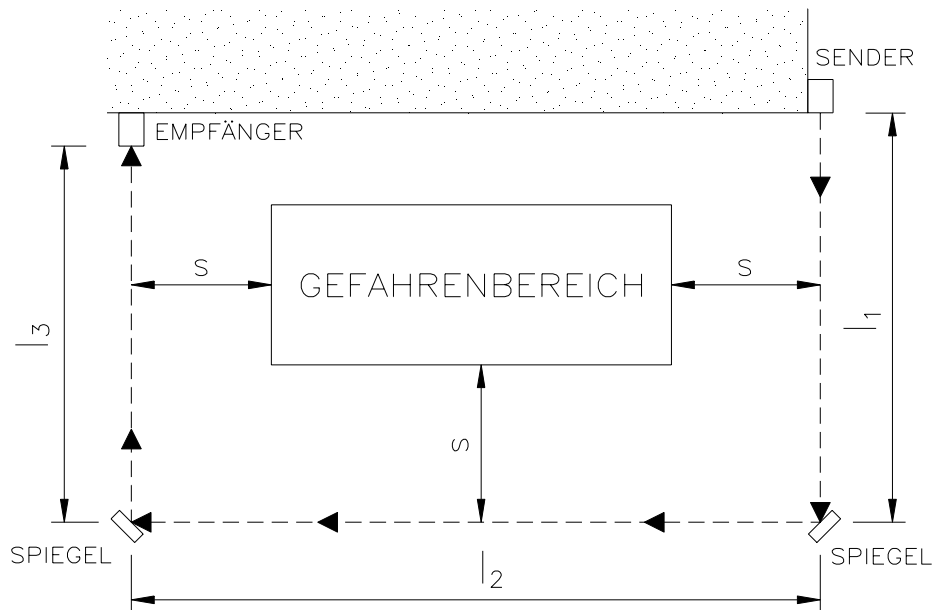 SENDER
EMPFÄNGER
S
S
GEFAHRENBEREICH
l3
l1
S
SPIEGEL
SPIEGEL
l2